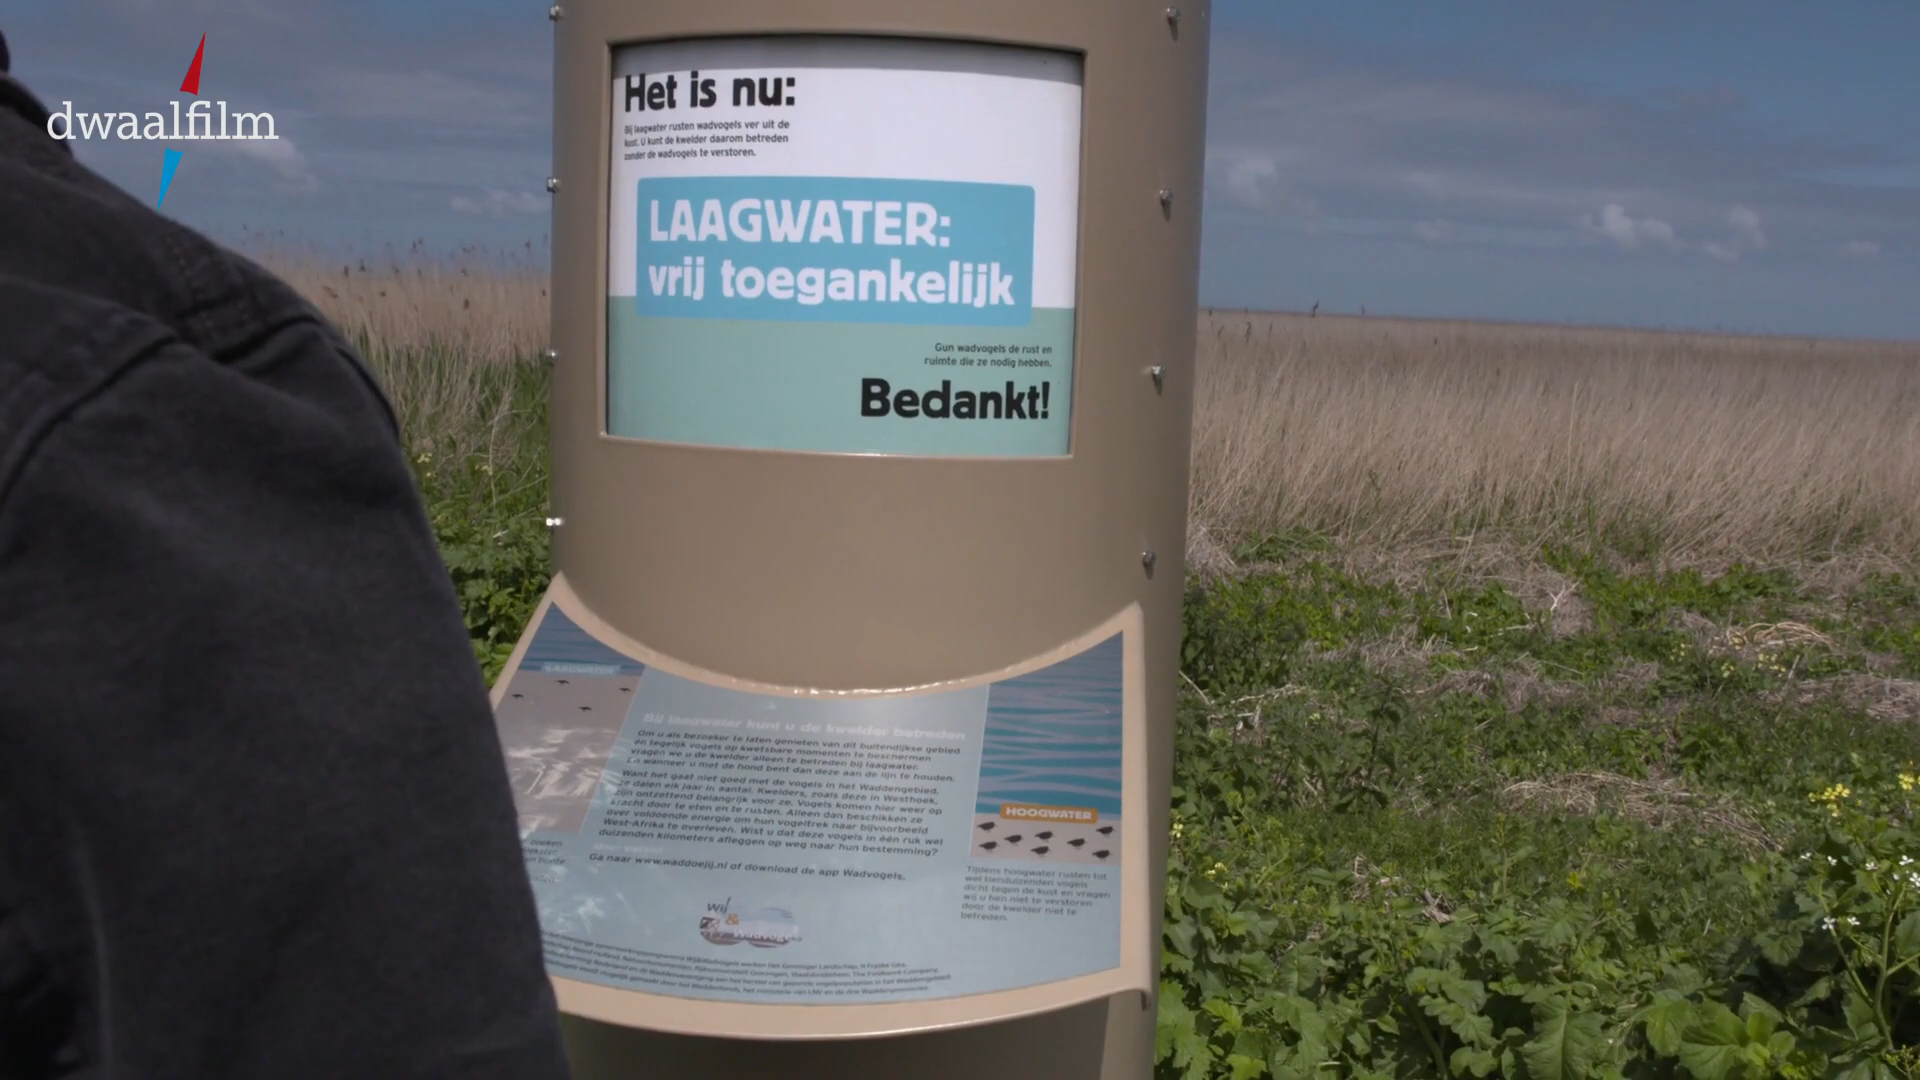 dwaalfilm
Het is nu:
Bij laagwater rusten wadvogels ver uit de
kust. U kunt de kwelder daarom betreden
zonder de wadvogels te verstoren.
LAAGWATER:
vrij toegankelijk
Gun wadvogels de rust en
ruimte die ze nodig hebben.
Bedankt!
LAAGWATER
Bij laagwater kunt u de kwelder betreden
Om u als bezoeker te laten genieten van dit buitendijkse gebied
én tegelijk vogels op kwetsbare momenten te beschermen
vragen we u de kwelder alleen te betreden bij laagwater.
En wanneer u met de hond bent dan deze aan de lijn te houden.
Want het gaat niet goed met de vogels in het Waddengebied,
ze dalen elk jaar in aantal. Kwelders, zoals deze in Westhoek,
zijn ontzettend belangrijk voor ze. Vogels komen hier weer op
kracht door te eten en te rusten. Alleen dan beschikken ze
over voldoende energie om hun vogeltrek naar bijvoorbeeld
West-Afrika te overleven. Wist u dat deze vogels in één ruk wel
duizenden kilometers afleggen op weg naar hun bestemming?
Ga naar www.waddoejij.nl of download de app Wadvogels.
HOOGWATER
Tijdens hoogwater rusten tot
wel tienduizenden vogels
dicht tegen de kust en vragen
wij u hen niet te verstoren
door de kwelder niet te
betreden.
wij
&
Wadvogels